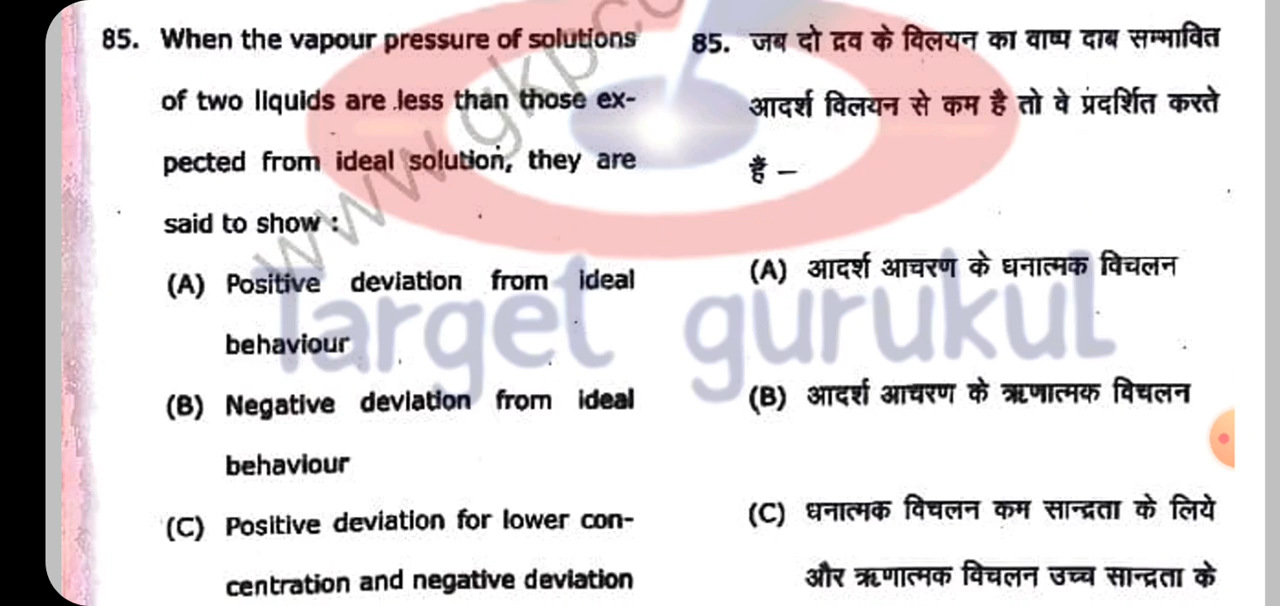 85. When the vapour pressure of solutions
of two liquids are less than those ex-
pected from ideal solution, they are
said to show :
(A) Positive deviation from ideal
behaviour
(B) Negative deviation from ideal
behaviour
(C) Positive deviation for lower con-
centration and negative deviation
85. जब दो द्रव के विलयन का वाष्प दाब सम्भावित
आदर्श विलयन से कम है तो वे प्रंदर्शित करते
हैं –
(A) आदर्श आचरण के धनात्मक विचलन
(B) आदर्श आचरण के ऋणात्मक विचलन
(C) धनात्मक विचलन कम सान्द्रता के लिये
और ऋणात्मक विचलन उच्च सान्द्रता के
www.gkpco
Target gurukul